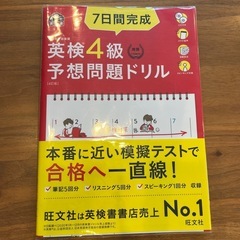 7日間完成
英検4級
予想問題ドリル
本番に近い模擬テストで
合格へ一直線!
筆記5回分
リスニング5回分
スピーキング1回分
収録
旺文社は英検書書店売上 No.1
旺文社